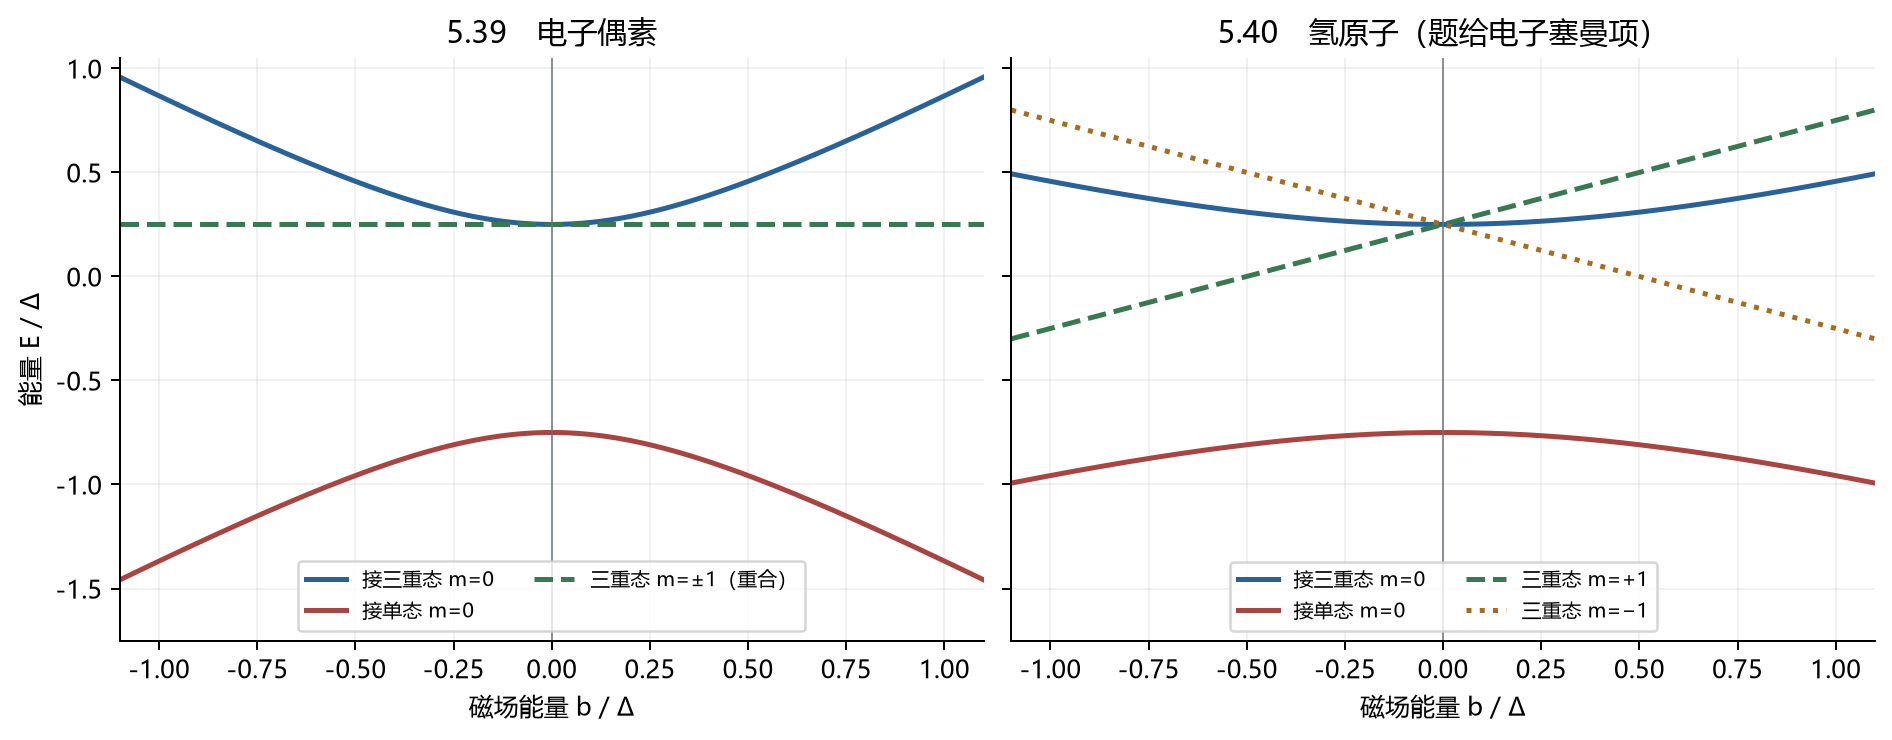 5.39 电子偶素
1.0
0.5
0.0
-0.5
-1.0
-1.5
能量 E / Δ
接三重态 m=0
三重态 m=±1（重合）
接单态 m=0
-1.00 -0.75 -0.50 -0.25 0.00 0.25 0.50 0.75 1.00
磁场能量 b / Δ
5.40 氢原子（题给电子塞曼项）
接三重态 m=0
三重态 m=+1
接单态 m=0
三重态 m=−1
-1.00 -0.75 -0.50 -0.25 0.00 0.25 0.50 0.75 1.00
磁场能量 b / Δ